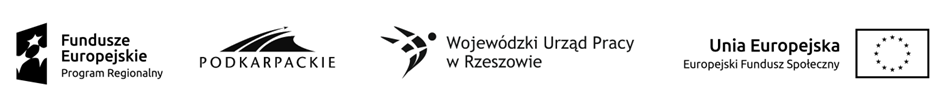 Fundusze
Europejskie
Program Regionalny
PODKARPACKIE
Wojewódzki Urząd Pracy
w Rzeszowie
Unia Europejska
Europejski Fundusz Społeczny